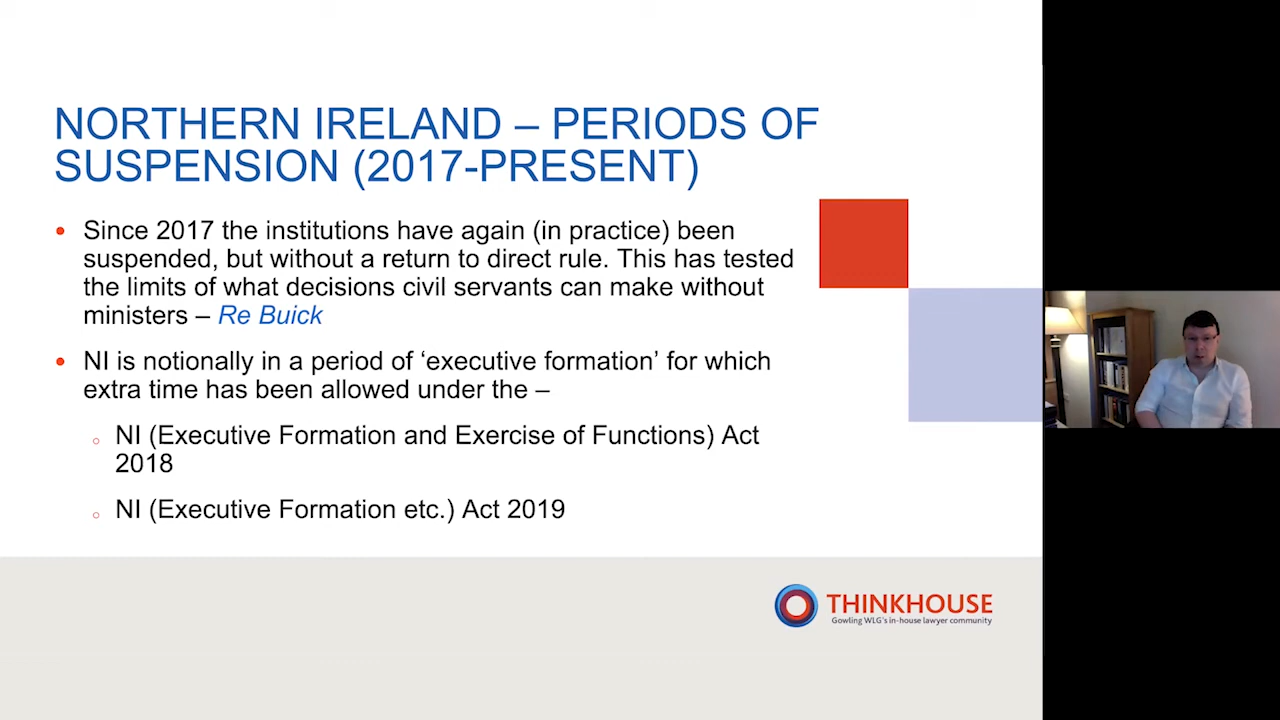 NORTHERN IRELAND – PERIODS OF
SUSPENSION (2017-PRESENT)
• Since 2017 the institutions have again (in practice) been
suspended, but without a return to direct rule. This has tested
the limits of what decisions civil servants can make without
ministers – Re Buick
• NI is notionally in a period of ‘executive formation’ for which
extra time has been allowed under the –
○ NI (Executive Formation and Exercise of Functions) Act
2018
○ NI (Executive Formation etc.) Act 2019
THINKHOUSE
Gowling WLG's in-house lawyer community